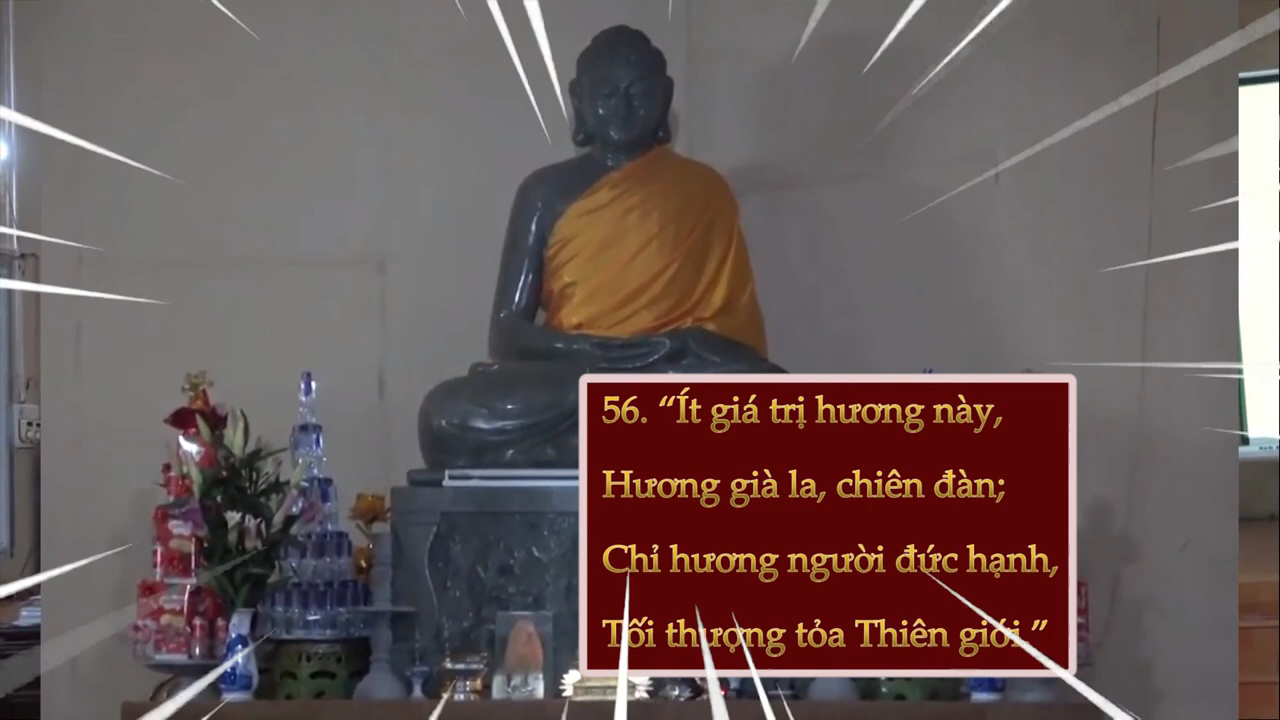 56. “Ít giá trị hương này,
Hương già la, chiên đàn;
Chỉ hương người đức hạnh,
Tối thượng tỏa Thiên giới.”